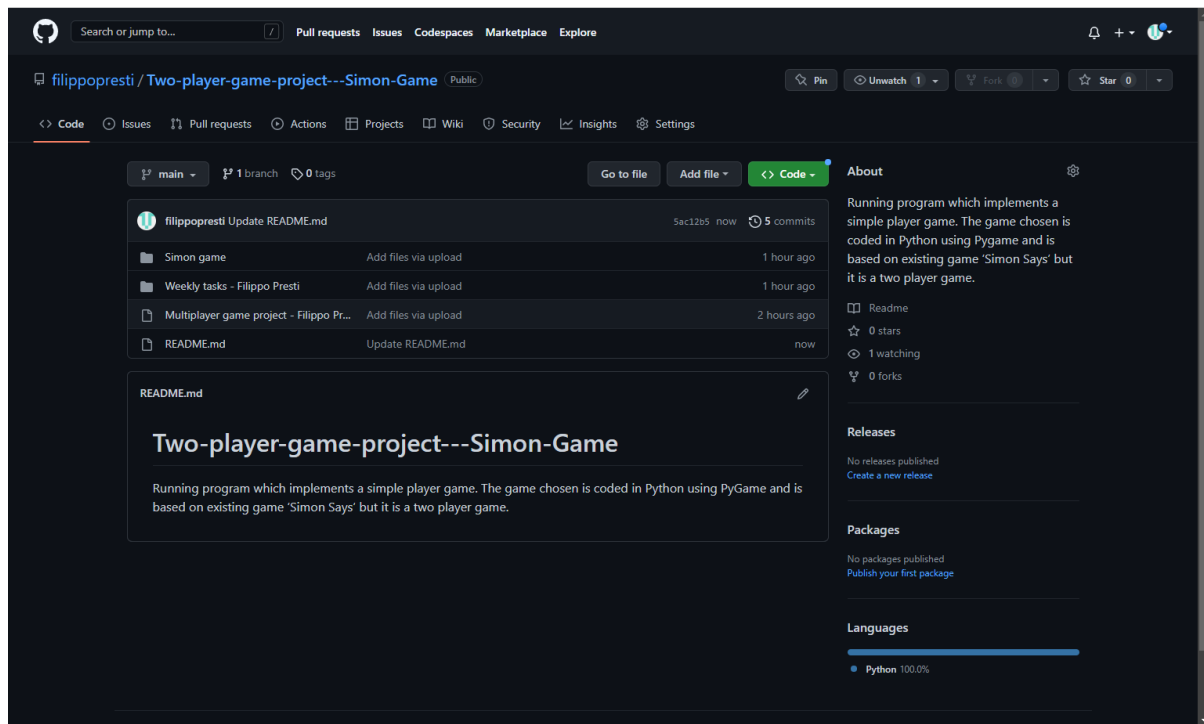 Search or jump to... / Pull requests Issues Codespaces Marketplace Explore
filippopresti / Two-player-game-project---Simon-Game Public
Pin Unwatch 1 Fork 0 Star 0
Code Issues Pull requests Actions Projects Wiki Security Insights Settings
main 1 branch 0 tags Go to file Add file <> Code
filippopresti Update README.md 5ac12b5 now 5 commits
Simon game Add files via upload 1 hour ago
Weekly tasks - Filippo Presti Add files via upload 1 hour ago
Multiplayer game project - Filippo Pr... Add files via upload 2 hours ago
README.md Update README.md now
README.md
Two-player-game-project---Simon-Game
Running program which implements a simple player game. The game chosen is coded in Python using PyGame and is
based on existing game ‘Simon Says’ but it is a two player game.
About
Running program which implements a
simple player game. The game chosen is
coded in Python using Pygame and is
based on existing game ‘Simon Says’ but
it is a two player game.
Readme
0 stars
1 watching
0 forks
Releases
No releases published
Create a new release
Packages
No packages published
Publish your first package
Languages
Python 100.0%